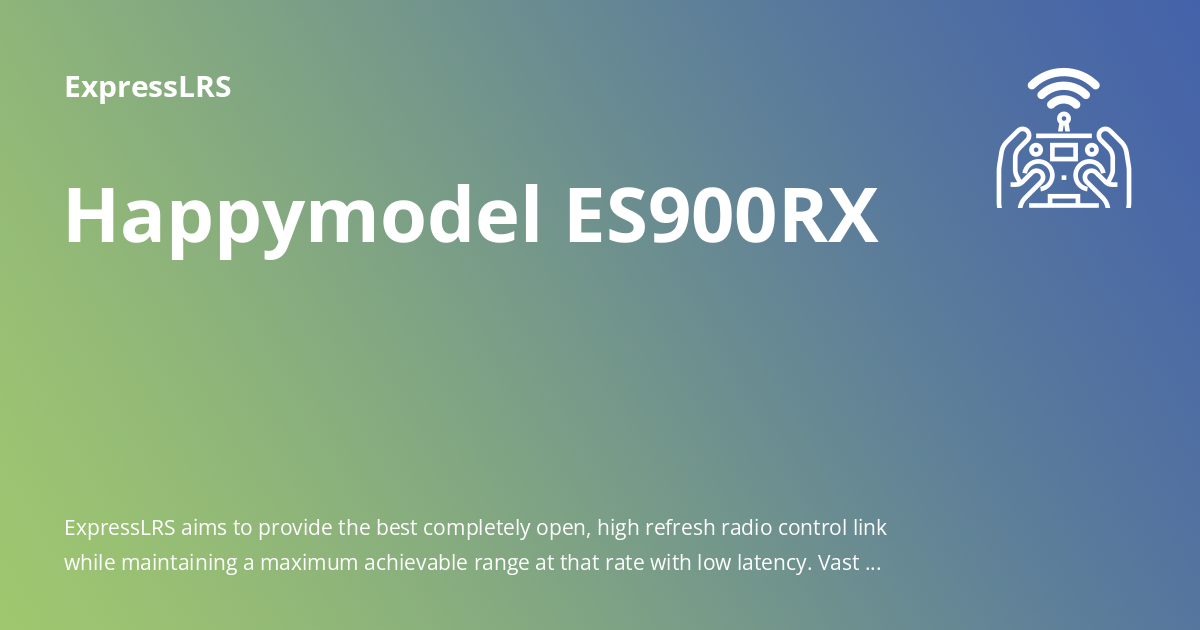 ExpressLRS
Happymodel ES900RX
ExpressLRS aims to provide the best completely open, high refresh radio control link
while maintaining a maximum achievable range at that rate with low latency. Vast ...